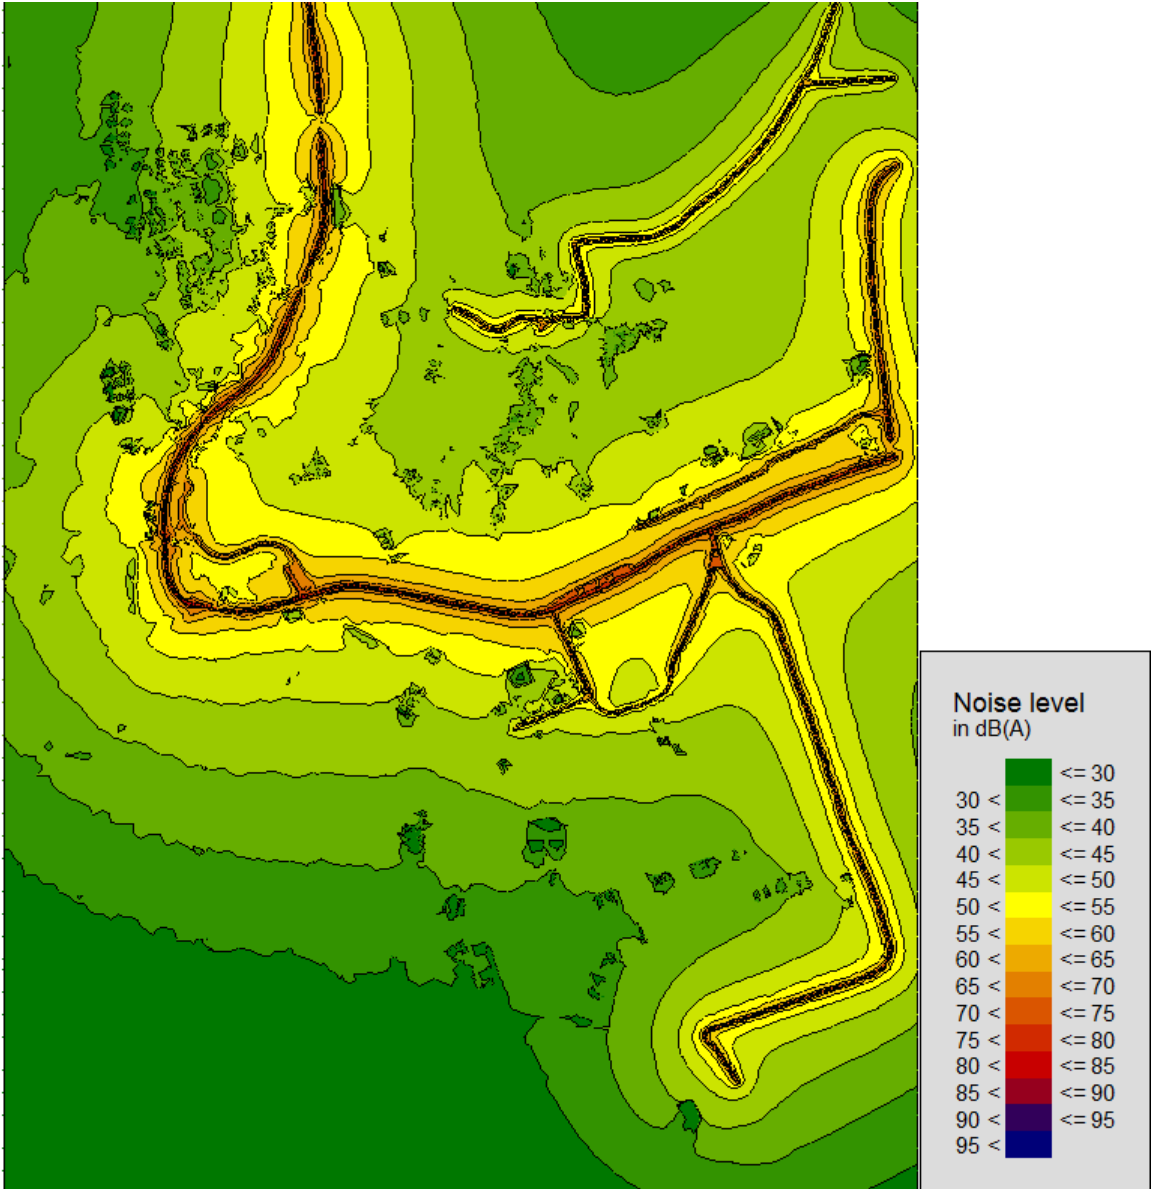 Noise level
in dB(A)
<= 30
30 < <= 35
35 < <= 40
40 < <= 45
45 < <= 50
50 < <= 55
55 < <= 60
60 < <= 65
65 < <= 70
70 < <= 75
75 < <= 80
80 < <= 85
85 < <= 90
90 < <= 95
95 <